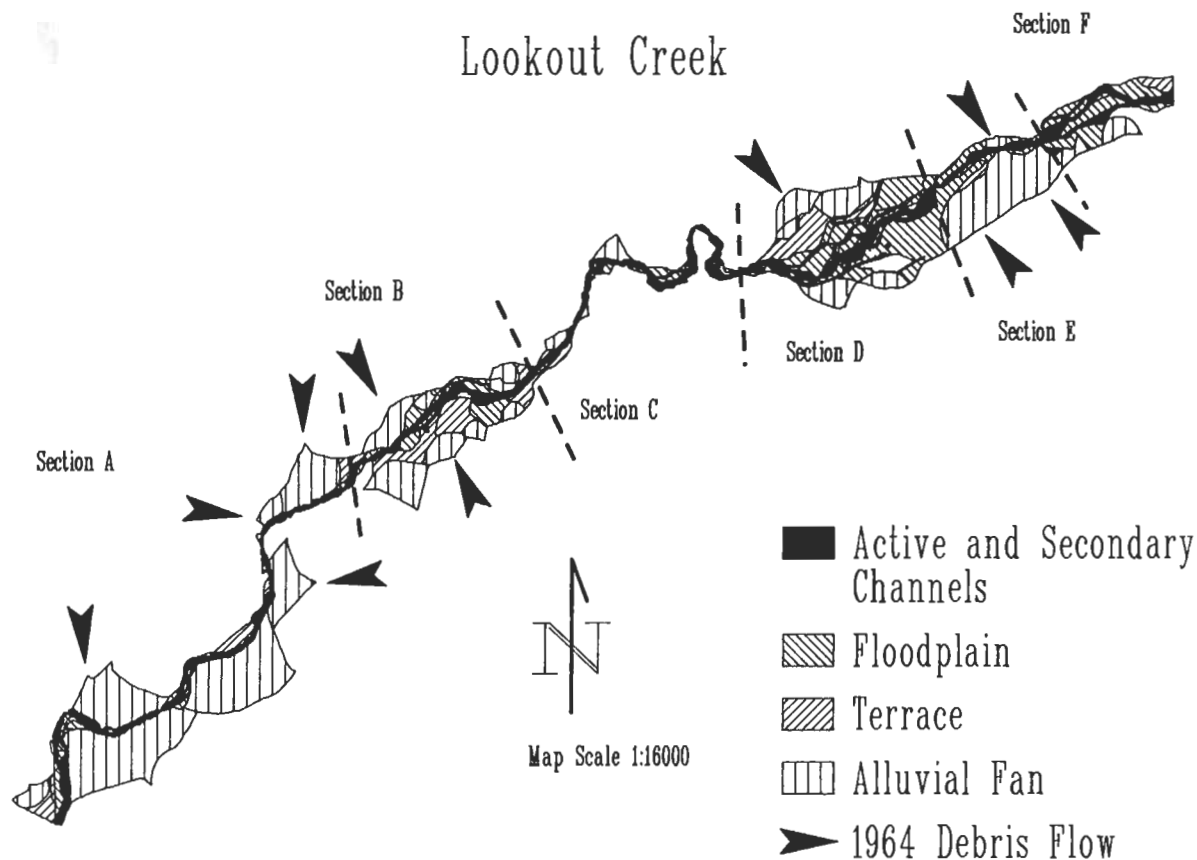 Section F
Lookout Creek
Section B
Section E
Section D
Section C
Section A
N
Map Scale 1:16000
Active and Secondary
Channels
Floodplain
Terrace
Alluvial Fan
1964 Debris Flow